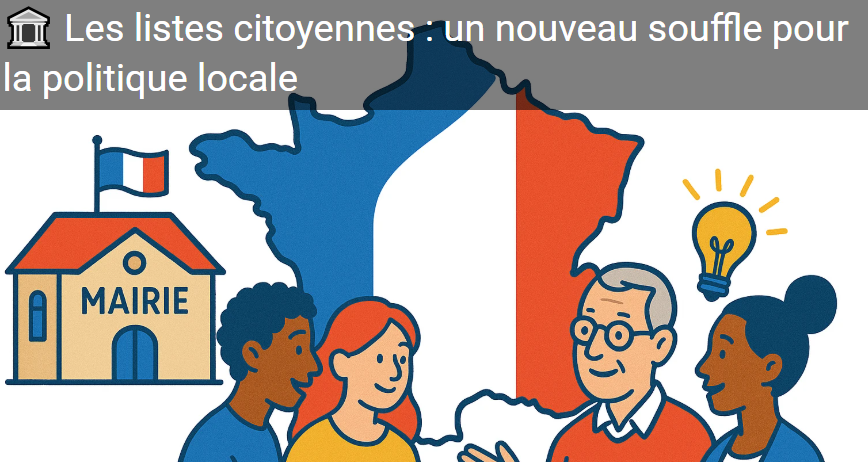 🏛️ Les listes citoyennes : un nouveau souffle pour
la politique locale
MAIRIE